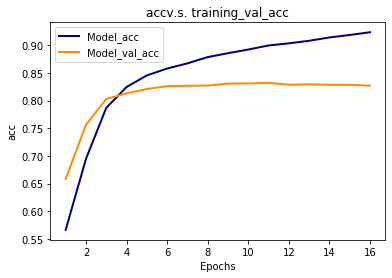 accv.s. training_val_acc
Model_acc
Model_val_acc
acc
0.90
0.85
0.80
0.75
0.70
0.65
0.60
0.55
2 4 6 8 10 12 14 16
Epochs